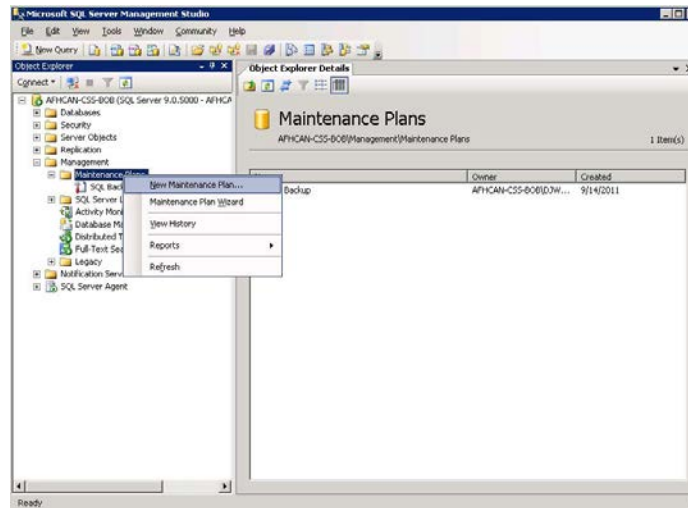 Microsoft SQL Server Management Studio
File Edit View Tools Window Community Help
New Query
Object Explorer
Connect
AFHCAN-CSS-BOB (SQL Server 9.0.5000 - AFHCA
Databases
Security
Server Objects
Replication
Management
Maintenance Plans
SQL Back
SQL Server L
Activity Moni
Database Ma
Distributed T
Full-Text Sea
Legacy
Notification Serv
SQL Server Agent
New Maintenance Plan...
Maintenance Plan Wizard
View History
Reports
Refresh
Object Explorer Details
Maintenance Plans
AFHCAN-CSS-BOB\Management\Maintenance Plans
1 Item(s)
Owner Created
Backup AFHCAN-CSS-BOB\DJW... 9/14/2011
Ready